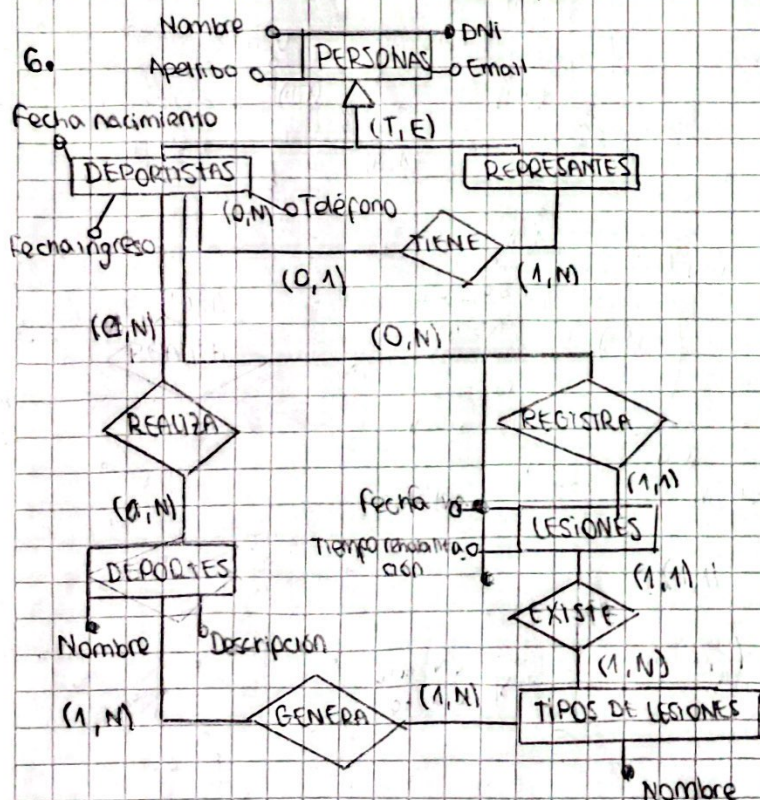 6.
Nombre
DNi
PERSONAS
Apellido
Email
(T, E)
Fecha nacimiento
DEPORTISTAS
REPRESANTES
(0,N)
Teléfono
Fecha ingreso
TIENE
(0,1)
(1,N)
(0,N)
(0,N)
REALIZA
REGISTRA
(1,1)
(0,N)
Fecha
LESIONES
DEPORTES
(1,1)
EXISTE
Nombre
Descripción
(1,N)
(1,N)
GENERA
(1,N)
TIPOS DE LESIONES
Nombre